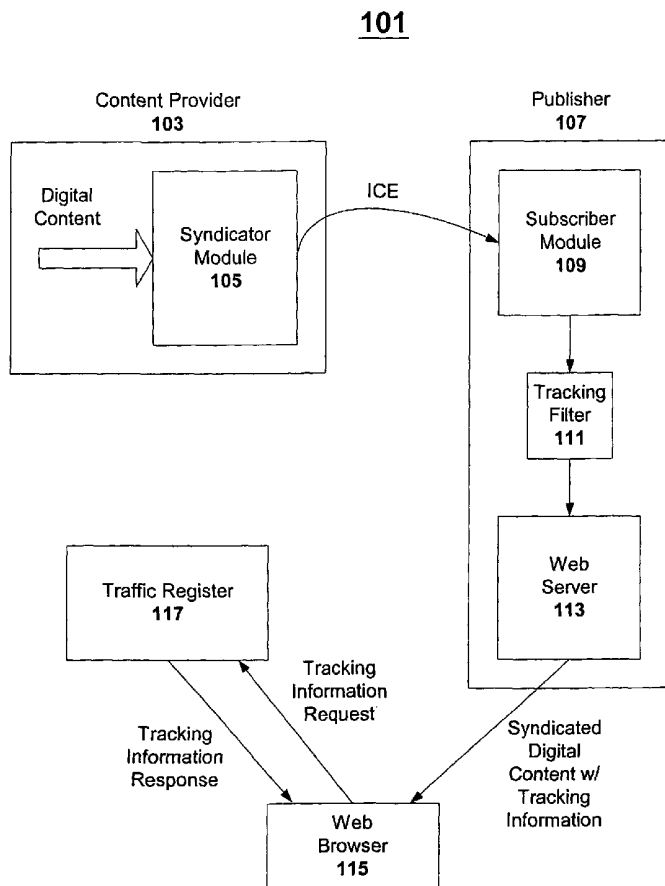 101
Content Provider
103
Publisher
107
Digital
Content
Syndicator
Module
105
ICE
Subscriber
Module
109
Tracking
Filter
111
Web
Server
113
Traffic Register
117
Tracking
Information
Request
Tracking
Information
Response
Syndicated
Digital
Content w/
Tracking
Information
Web
Browser
115